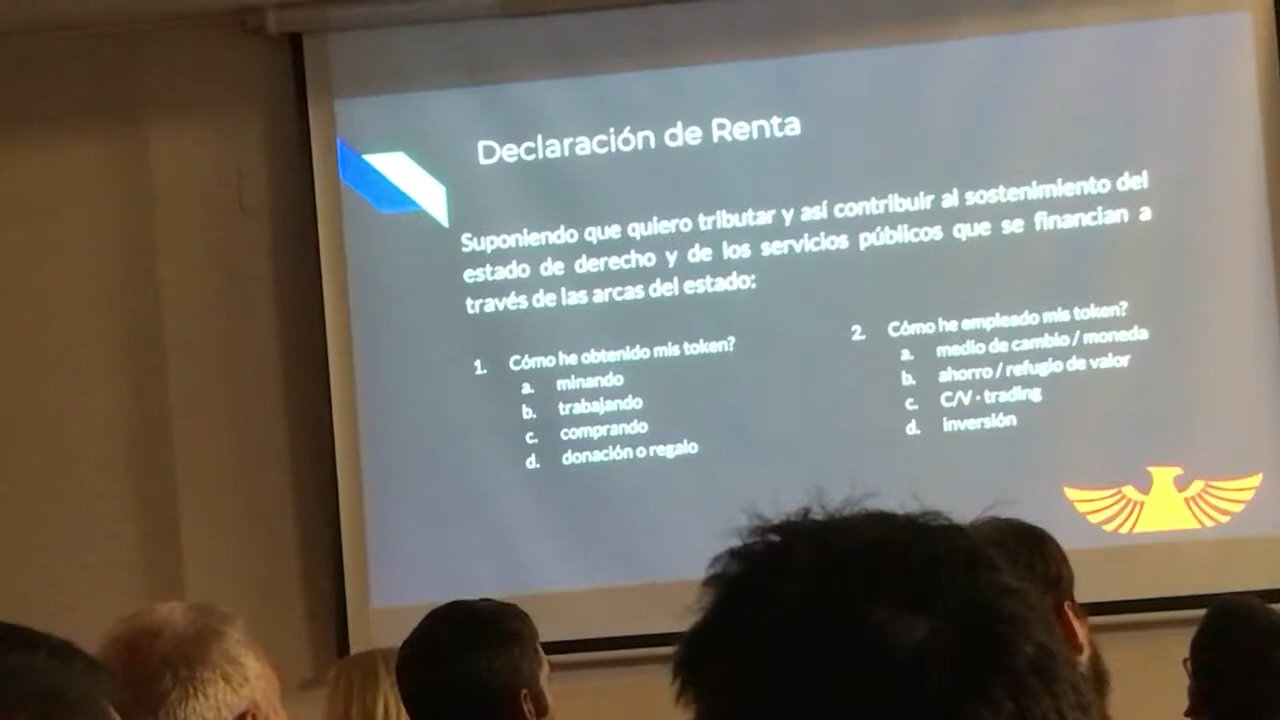 Declaración de Renta
Suponiendo que quiero tributar y así contribuir al sostenimiento del
estado de derecho y de los servicios públicos que se financian a
través de las arcas del estado:
1. Cómo he obtenido mis token?
a. minando
b. trabajando
c. comprando
d. donación o regalo
2. Cómo he empleado mis token?
a. medio de cambio / moneda
b. ahorro / refugio de valor
c. C/V - trading
d. inversión